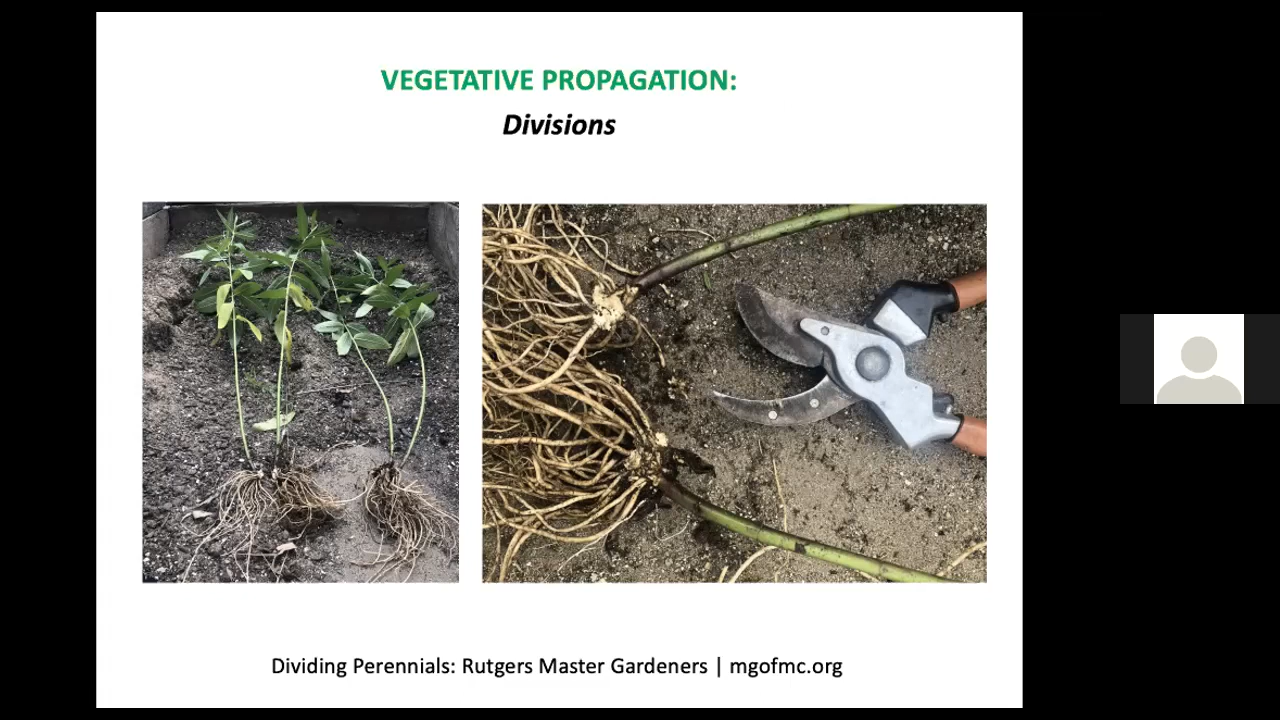 VEGETATIVE PROPAGATION:
Divisions
Dividing Perennials: Rutgers Master Gardeners | mgofmc.org